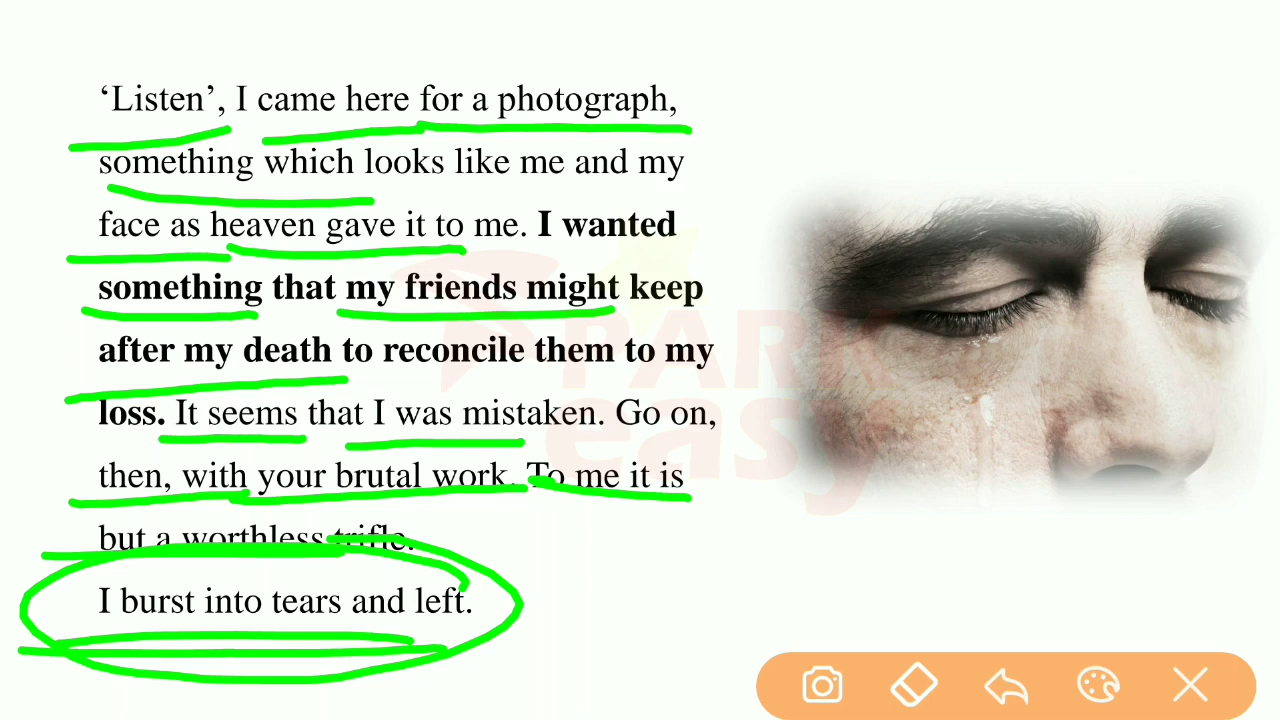 ‘Listen’, I came here for a photograph,
something which looks like me and my
face as heaven gave it to me. I wanted
something that my friends might keep
after my death to reconcile them to my
loss. It seems that I was mistaken. Go on,
then, with your brutal work. To me it is
but a worthless trifle.
I burst into tears and left.
SPARK
easy